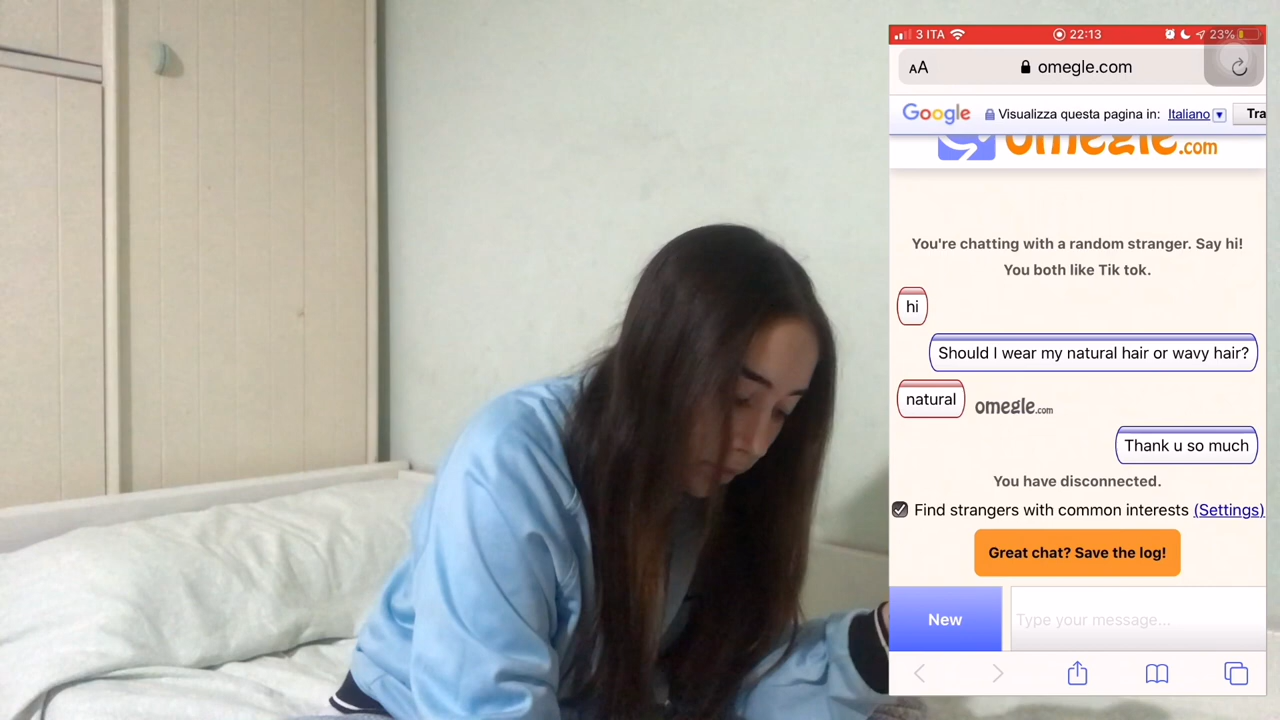 3 ITA 22:13 23%
AA omegle.com
Google Visualizza questa pagina in: Italiano Tra
omegle.com
You're chatting with a random stranger. Say hi!
You both like Tik tok.
hi
Should I wear my natural hair or wavy hair?
natural
omegle.com
Thank u so much
You have disconnected.
Find strangers with common interests (Settings)
Great chat? Save the log!
New Type your message...